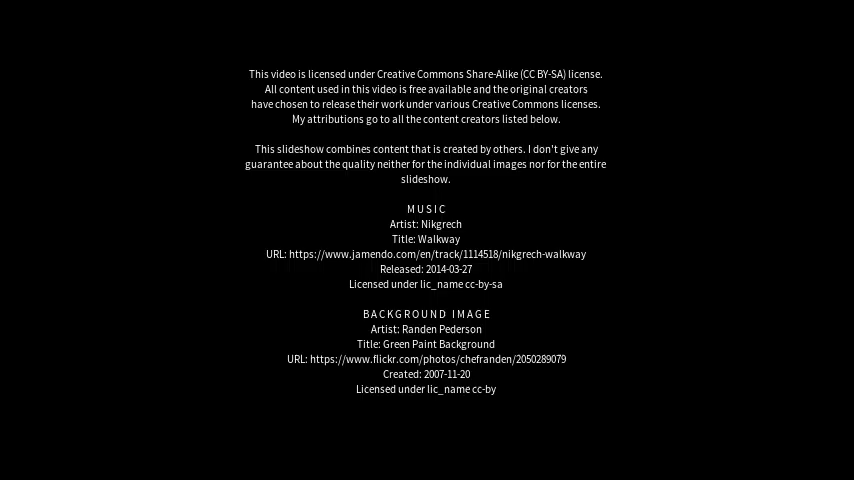 This video is licensed under Creative Commons Share-Alike (CC BY-SA) license.
All content used in this video is free available and the original creators
have chosen to release their work under various Creative Commons licenses.
My attributions go to all the content creators listed below.
This slideshow combines content that is created by others. I don't give any
guarantee about the quality neither for the individual images nor for the entire
slideshow.
MUSIC
Artist: Nikgrech
Title: Walkway
URL: https://www.jamendo.com/en/track/1114518/nikgrech-walkway
Released: 2014-03-27
Licensed under lic_name cc-by-sa
BACKGROUND IMAGE
Artist: Randen Pederson
Title: Green Paint Background
URL: https://www.flickr.com/photos/chefranden/2050289079
Created: 2007-11-20
Licensed under lic_name cc-by